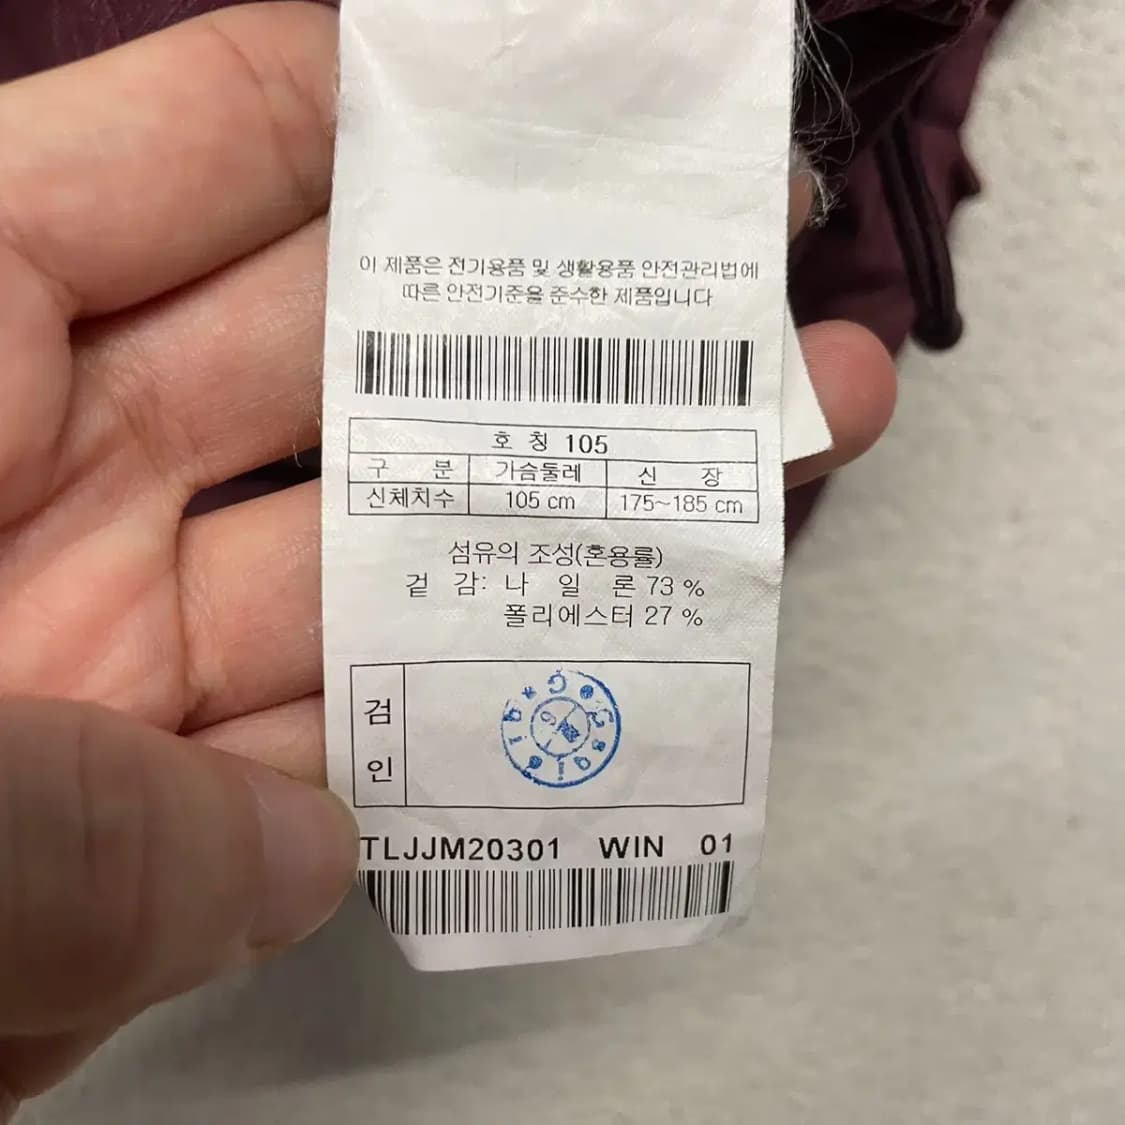 이 제품은 전기용품 및 생활용품 안전관리법에
따른 안전기준을 준수한 제품입니다
호 칭 105
구 분 가슴둘레 신 장
신체치수 105 cm 175~185 cm
섬유의 조성(혼용률)
겉 감: 나 일 론 73 %
폴리에스터 27 %
검
인
TLJJM20301 WIN 01